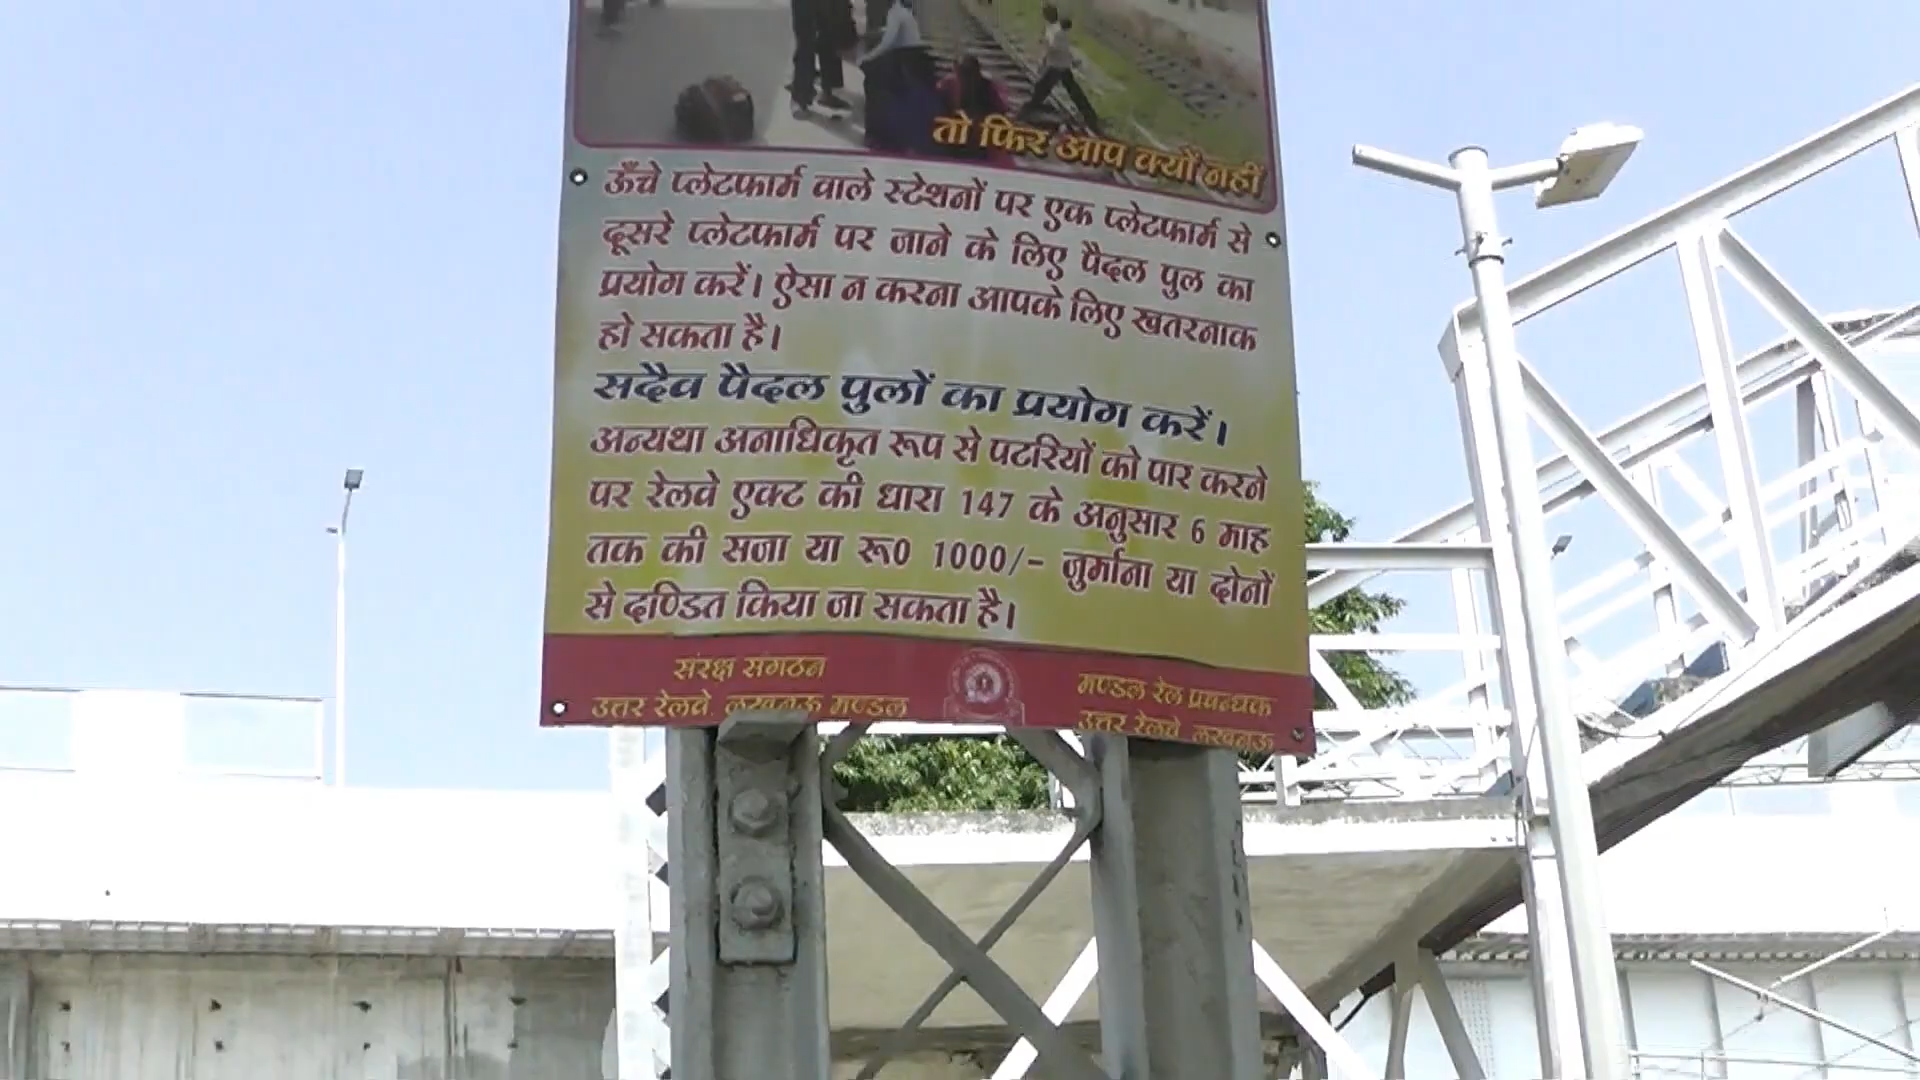 तो फिर आप क्यों नहीं
ऊँचे प्लेटफार्म वाले स्टेशनों पर एक प्लेटफार्म से
दूसरे प्लेटफार्म पर जाने के लिए पैदल पुल का
प्रयोग करें। ऐसा न करना आपके लिए खतरनाक
हो सकता है।
सदैव पैदल पुलों का प्रयोग करें।
अन्यथा अनाधिकृत रूप से पटरियों को पार करने
पर रेलवे एक्ट की धारा 147 के अनुसार 6 माह
तक की सजा या रू0 1000/- जुर्माना या दोनों
से दण्डित किया जा सकता है।
संरक्ष संगठन
उत्तर रेलवे, लखनऊ मण्डल
मण्डल रेल प्रबन्धक
उत्तर रेलवे, लखनऊ